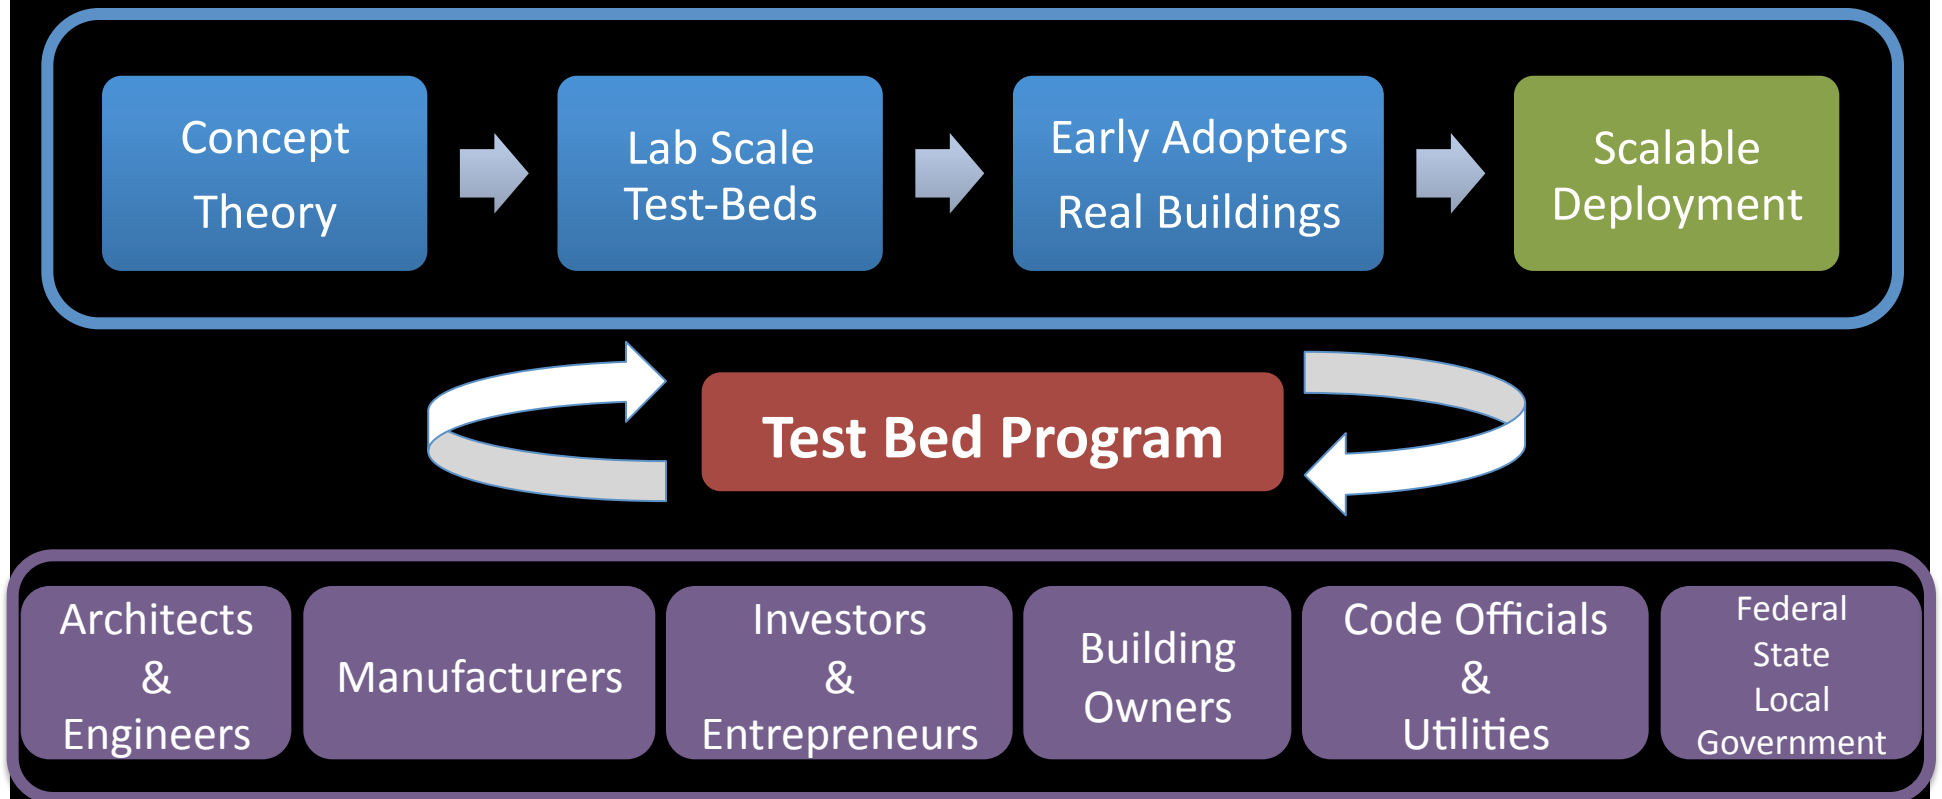 Concept
Theory
Lab Scale
Test-Beds
Early Adopters
Real Buildings
Scalable
Deployment
Test Bed Program
Architects
&
Engineers
Manufacturers
Investors
&
Entrepreneurs
Building
Owners
Code Officials
&
Utilities
Federal
State
Local
Government